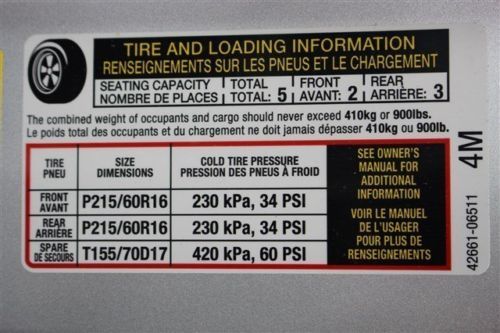 TIRE AND LOADING INFORMATION
RENSEIGNEMENTS SUR LES PNEUS ET LE CHARGEMENT
SEATING CAPACITY TOTAL FRONT REAR
NOMBRE DE PLACES TOTAL: 5 AVANT: 2 ARRIÈRE: 3
The combined weight of occupants and cargo should never exceed 410kg or 900lbs.
Le poids total des occupants et du chargement ne doit jamais dépasser 410kg ou 900lb.
TIRE SIZE COLD TIRE PRESSURE
PNEU DIMENSIONS PRESSION DES PNEUS À FROID
FRONT
AVANT P215/60R16 230 kPa, 34 PSI
REAR
ARRIÈRE P215/60R16 230 kPa, 34 PSI
SPARE
DE SECOURS T155/70D17 420 kPa, 60 PSI
SEE OWNER'S
MANUAL FOR
ADDITIONAL
INFORMATION
VOIR LE MANUEL
DE L'USAGER
POUR PLUS DE
RENSEIGNEMENTS
4M
42661-06511